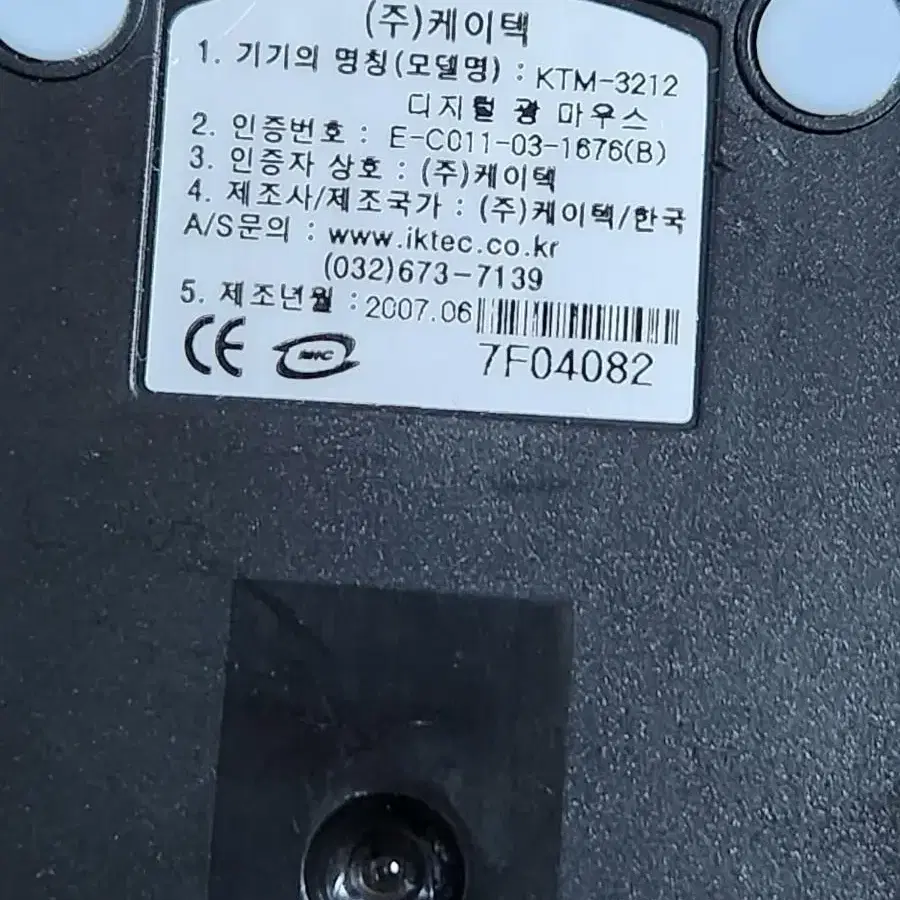 (주)케이텍
1. 기기의 명칭(모델명) : KTM-3212
디지털 광 마우스
2. 인증번호 : E-C011-03-1676(B)
3. 인증자 상호 : (주)케이텍
4. 제조사/제조국가 : (주)케이텍/한국
A/S문의 : www.iktec.co.kr
(032)673-7139
5. 제조년월 : 2007.06
CE MIC 7F04082